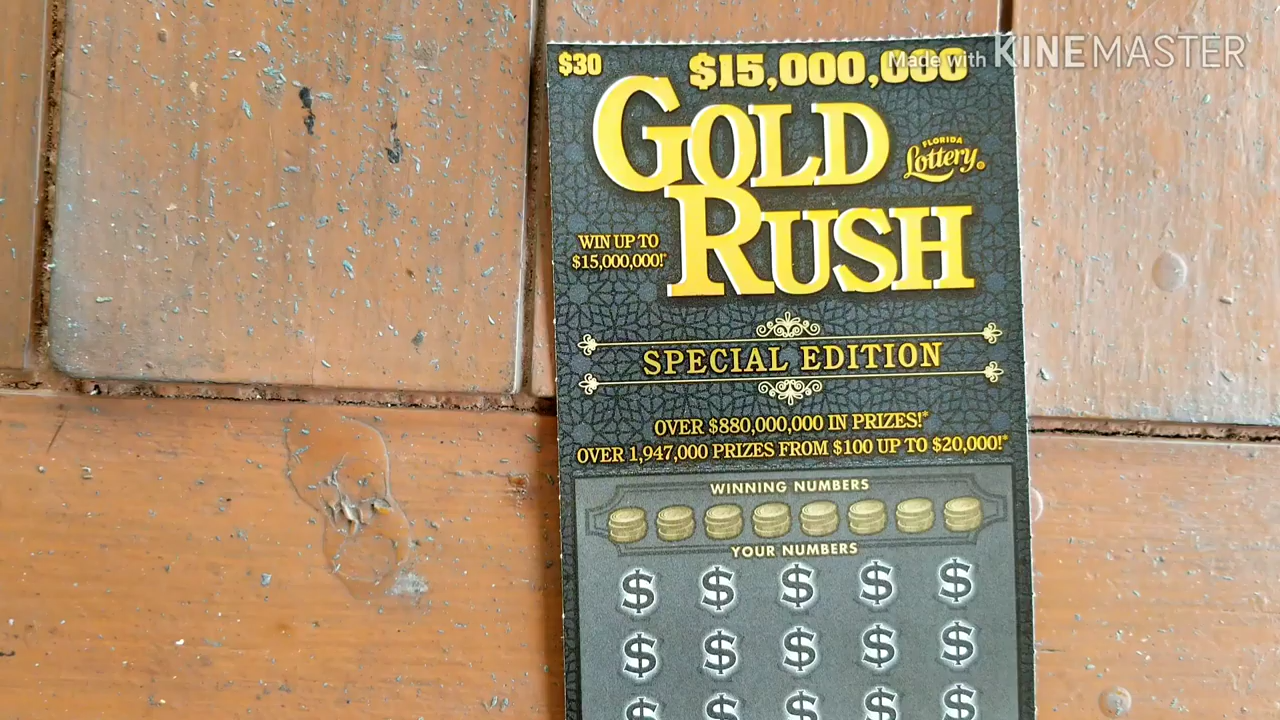 Made with KINEMASTER
$30
$15,000,000
GOLD
RUSH
FLORIDA
Lottery
WIN UP TO
$15,000,000!*
SPECIAL EDITION
OVER $880,000,000 IN PRIZES!*
OVER 1,947,000 PRIZES FROM $100 UP TO $20,000!*
WINNING NUMBERS
YOUR NUMBERS
$ $ $ $ $
$ $ $ $ $
$ $ $ $ $